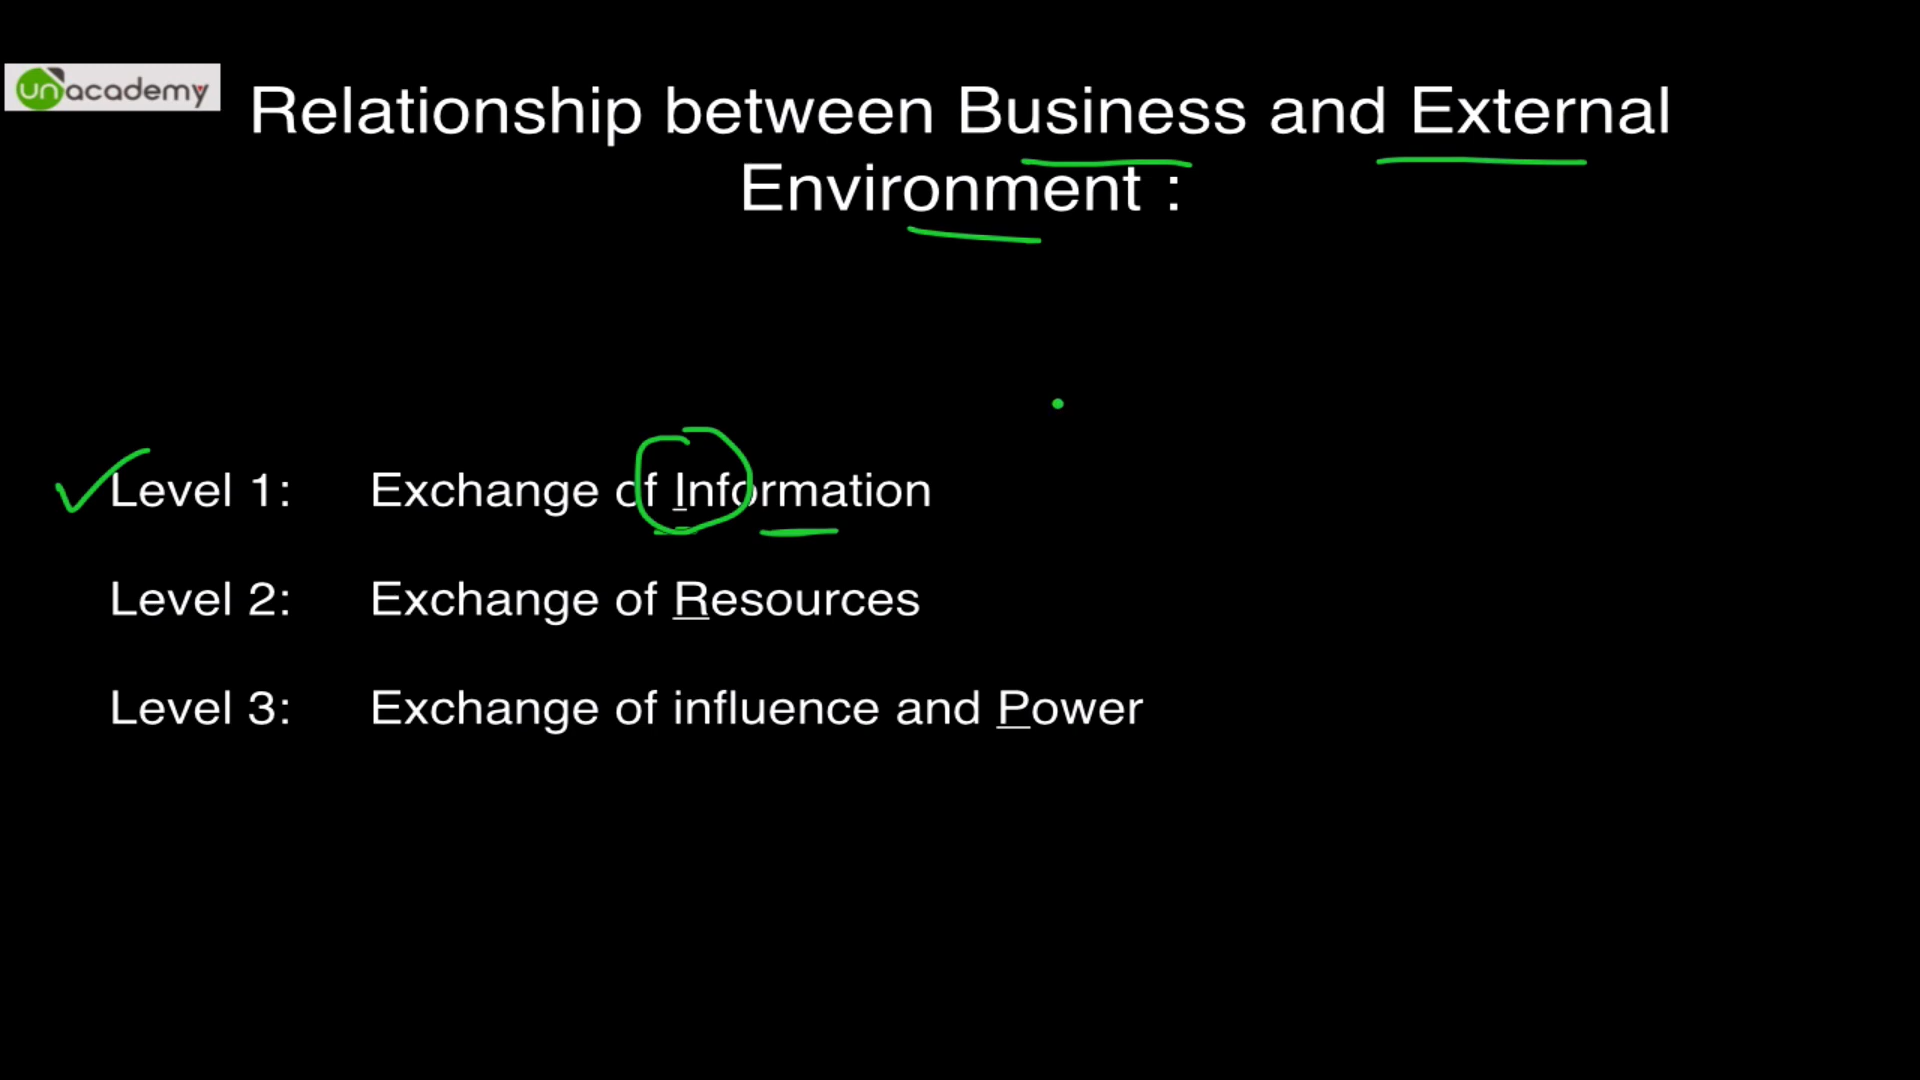 unacademy
Relationship between Business and External
Environment :
Level 1: Exchange of Information
Level 2: Exchange of Resources
Level 3: Exchange of influence and Power